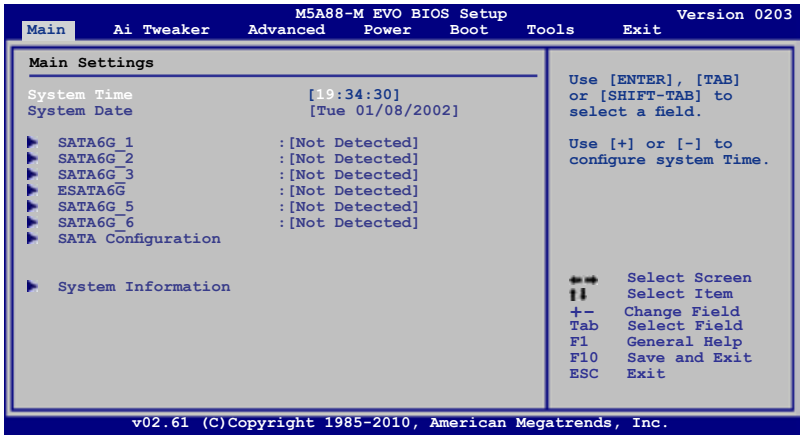 M5A88-M EVO BIOS Setup Version 0203
Main Ai Tweaker Advanced Power Boot Tools Exit
Main Settings
System Time [19:34:30]
System Date [Tue 01/08/2002]
SATA6G_1 :[Not Detected]
SATA6G_2 :[Not Detected]
SATA6G_3 :[Not Detected]
ESATA6G :[Not Detected]
SATA6G_5 :[Not Detected]
SATA6G_6 :[Not Detected]
SATA Configuration
System Information
Use [ENTER], [TAB]
or [SHIFT-TAB] to
select a field.
Use [+] or [-] to
configure system Time.
←→ Select Screen
↑↓ Select Item
+- Change Field
Tab Select Field
F1 General Help
F10 Save and Exit
ESC Exit
v02.61 (C)Copyright 1985-2010, American Megatrends, Inc.